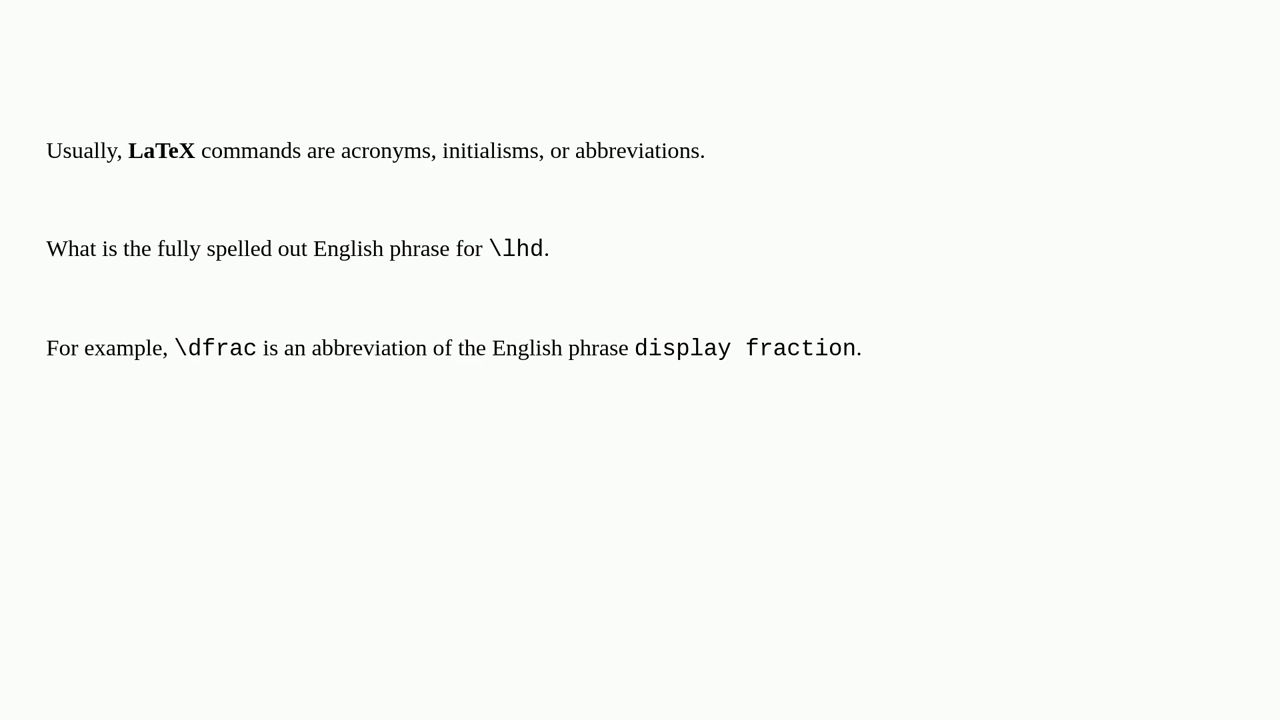 Usually, LaTeX commands are acronyms, initialisms, or abbreviations.
What is the fully spelled out English phrase for \lhd.
For example, \dfrac is an abbreviation of the English phrase display fraction.